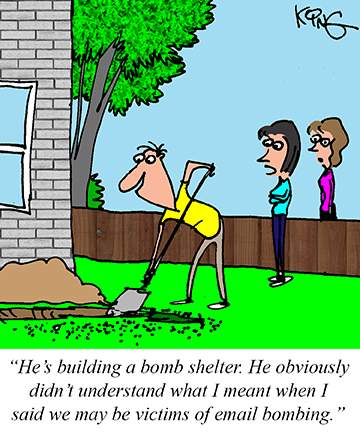 KING
“He’s building a bomb shelter. He obviously
didn’t understand what I meant when I
said we may be victims of email bombing.”